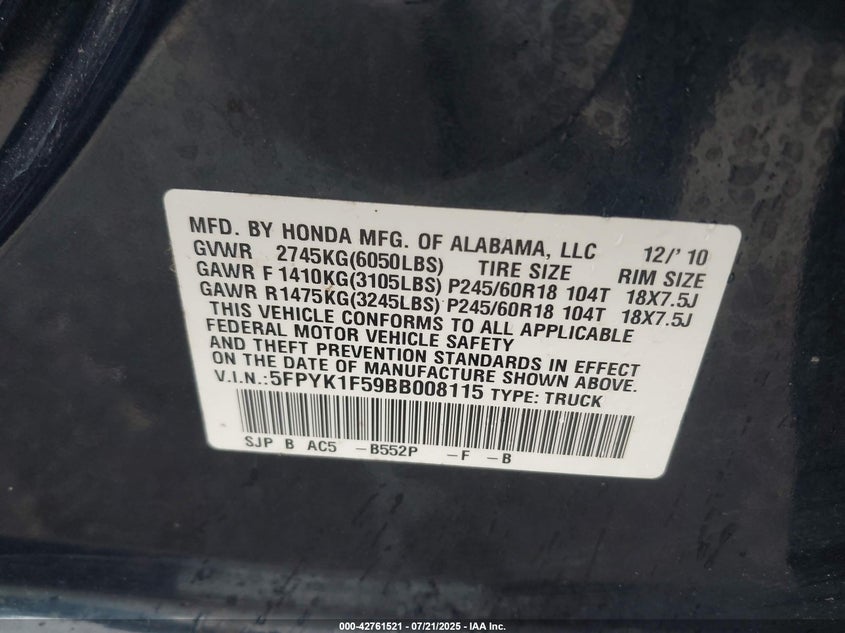 MFD. BY HONDA MFG. OF ALABAMA, LLC 12/' 10
GVWR 2745KG(6050LBS) TIRE SIZE RIM SIZE
GAWR F 1410KG(3105LBS) P245/60R18 104T 18X7.5J
GAWR R1475KG(3245LBS) P245/60R18 104T 18X7.5J
THIS VEHICLE CONFORMS TO ALL APPLICABLE
FEDERAL MOTOR VEHICLE SAFETY
AND THEFT PREVENTION STANDARDS IN EFFECT
ON THE DATE OF MANUFACTURE SHOWN ABOVE.
V.I.N.:5FPYK1F59BB008115 TYPE: TRUCK
SJP B AC5 -B552P -F -B
000-42761521 | 07/21/2025 - IAA Inc.